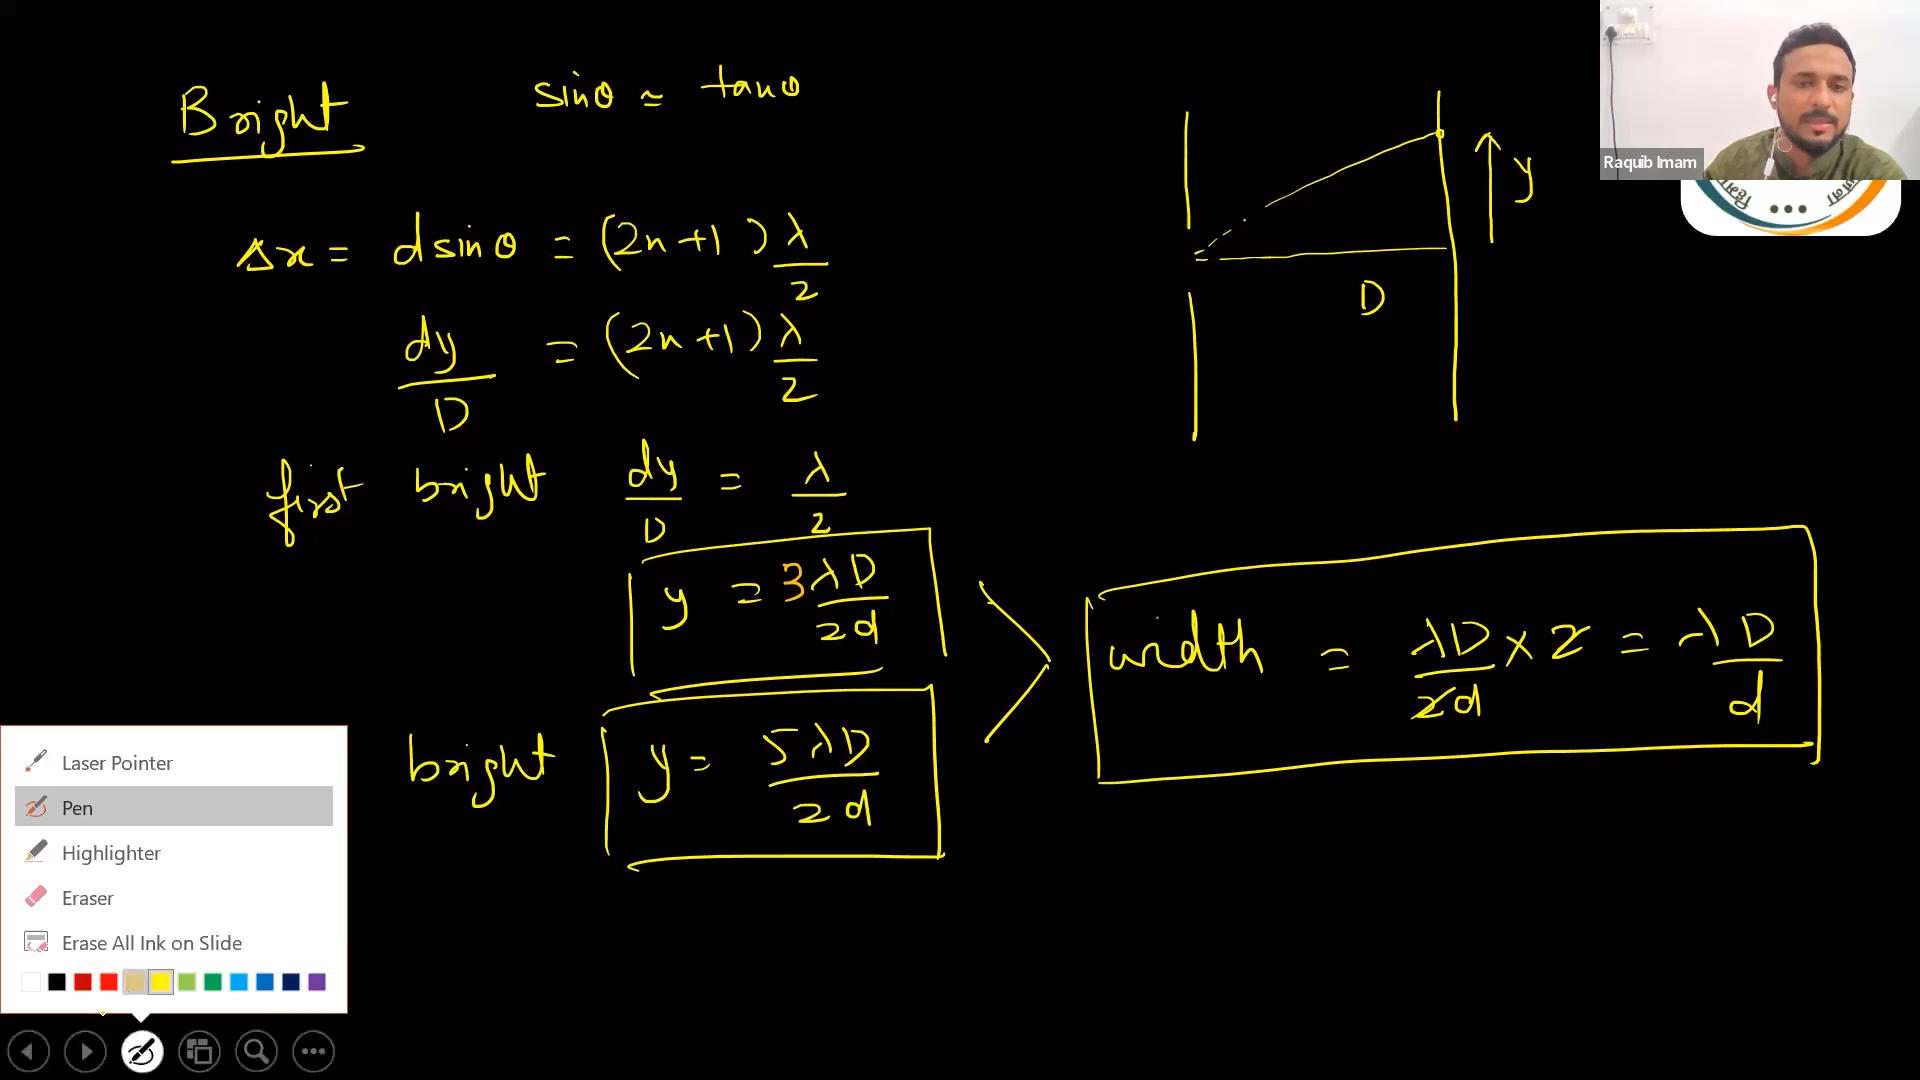 Bright
sinθ ≈ tanθ
Δx = d sin θ = (2n+1) λ/2
dy/D = (2n+1) λ/2
first bright dy/D = λ/2
y = 3λD/2d
bright y = 5λD/2d
width = λD/2d × 2 = λD/d
D
y
Raquib Imam
Laser Pointer
Pen
Highlighter
Eraser
Erase All Ink on Slide